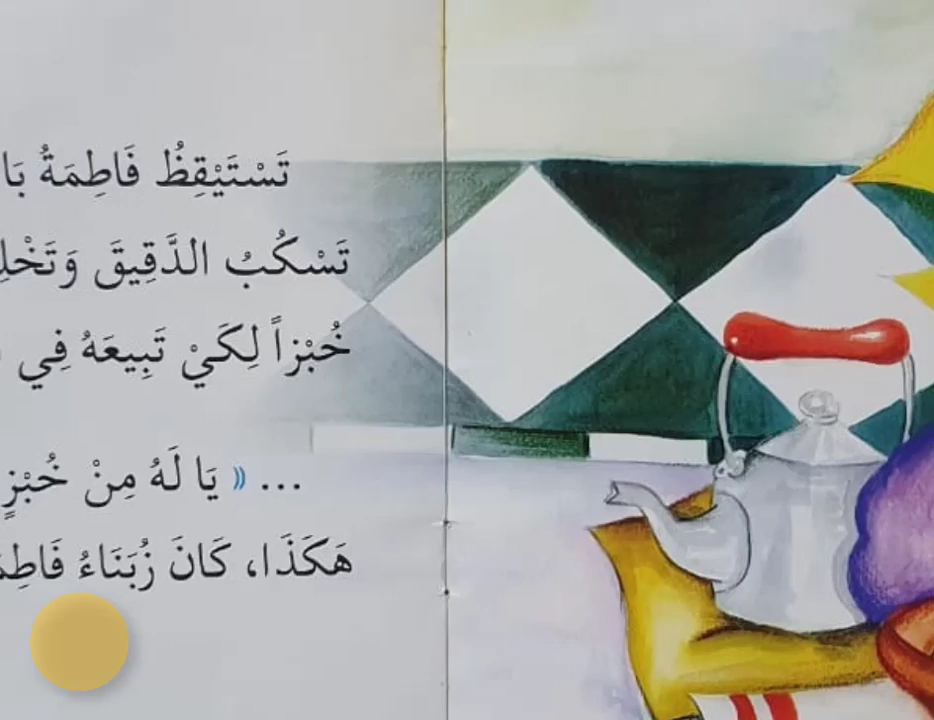 تَسْتَيْقِظُ فَاطِمَةُ
تَسْكُبُ الدَّقِيقَ
خُبْزاً لِكَيْ تَبِيعَهُ فِي
... « يَا لَهُ مِنْ خُبْزٍ
هَكَذَا، كَانَ زُبَنَاءُ